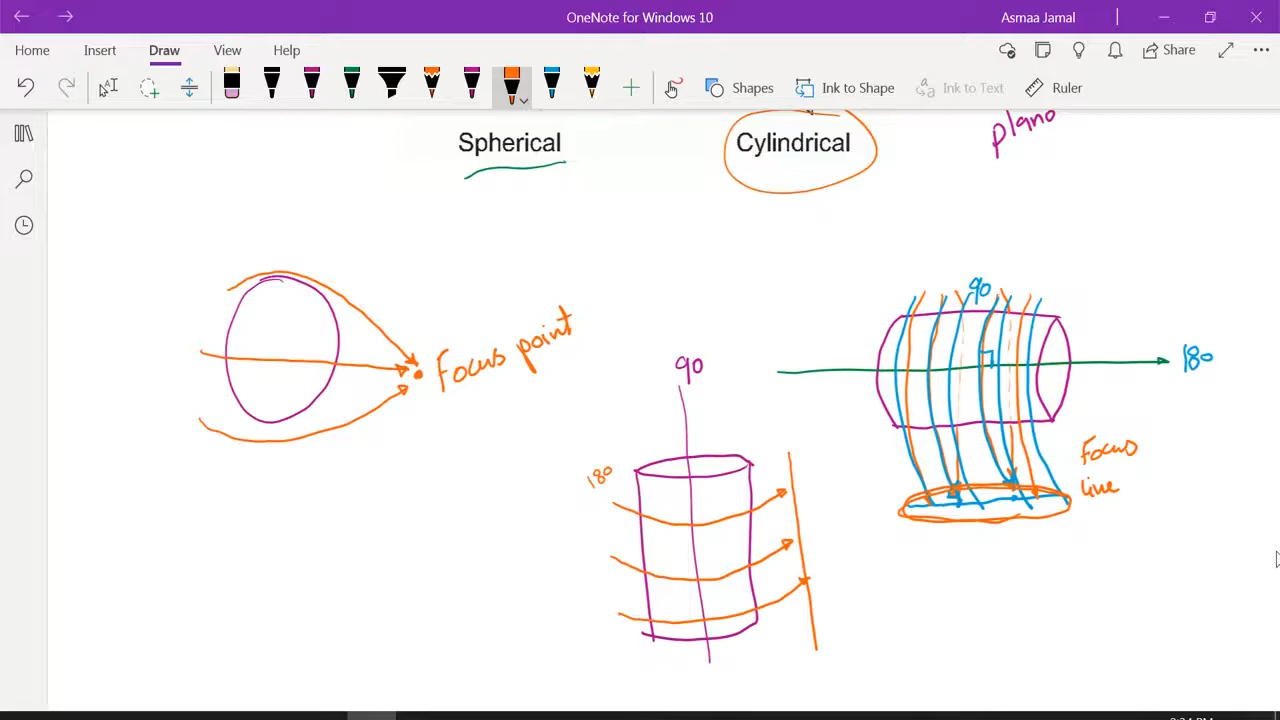 OneNote for Windows 10
Asmaa Jamal
Home Insert Draw View Help
Share
Shapes
Ink to Shape
Ink to Text
Ruler
Spherical
Cylindrical
plano
Focus point
90
180
90
180
Focus
line